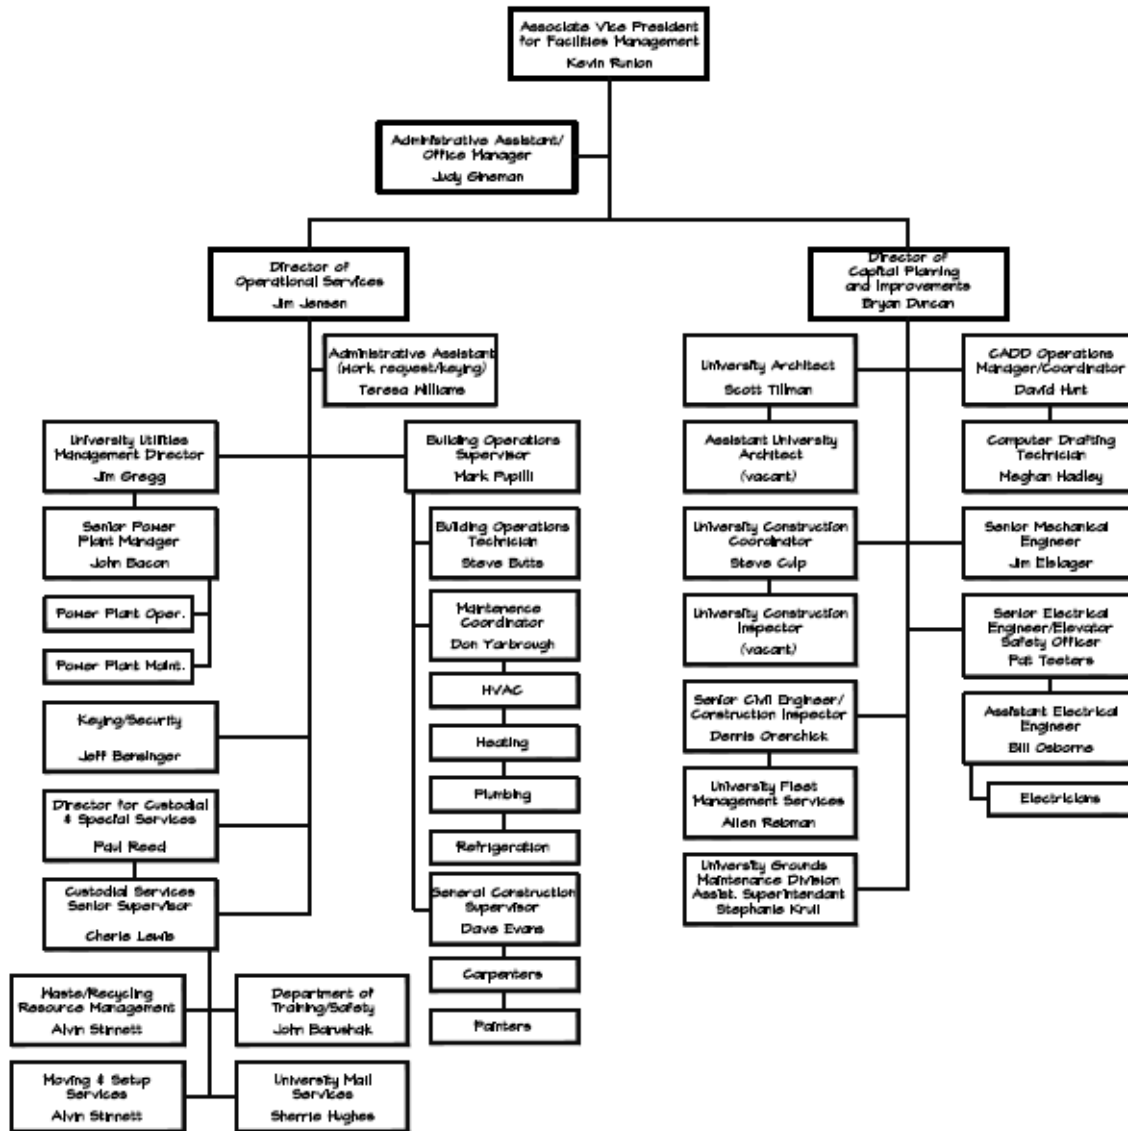 Associate Vice President
for Facilities Management
Kevin Runion
Administrative Assistant/
Office Manager
Judy Gineman
Director of
Operational Services
Jim Jensen
Director of
Capital Planning
and Improvements
Bryan Duncan
Administrative Assistant
(work request/keying)
Teresa Williams
University Architect
Scott Tillman
CADD Operations
Manager/Coordinator
David Hunt
University Utilities
Management Director
Jim Gregg
Building Operations
Supervisor
Mark Pupilli
Assistant University
Architect
(vacant)
Computer Drafting
Technician
Meghan Hadley
Senior Power
Plant Manager
John Bacon
Building Operations
Technician
Steve Butts
University Construction
Coordinator
Steve Culp
Senior Mechanical
Engineer
Jim Eislager
Power Plant Oper.
Maintenence
Coordinator
Don Yarbrough
University Construction
Inspector
(vacant)
Senior Electrical
Engineer/Elevator
Safety Officer
Pat Teeters
Power Plant Maint.
HVAC
Keying/Security
Jeff Bensinger
Heating
Senior Civil Engineer/
Construction Inspector
Dennis Orenchick
Assistant Electrical
Engineer
Bill Osborne
Director for Custodial
& Special Services
Paul Reed
Plumbing
University Fleet
Management Services
Allen Rebman
Electricians
Refrigeration
Custodial Services
Senior Supervisor
Cherie Lewis
General Construction
Supervisor
Dave Evans
University Grounds
Maintenance Division
Assist. Superintendant
Stephanie Krull
Carpenters
Waste/Recycling
Resource Management
Alvin Stinnett
Department of
Training/Safety
John Barushak
Painters
Moving & Setup
Services
Alvin Stinnett
University Mail
Services
Sherrie Hughes